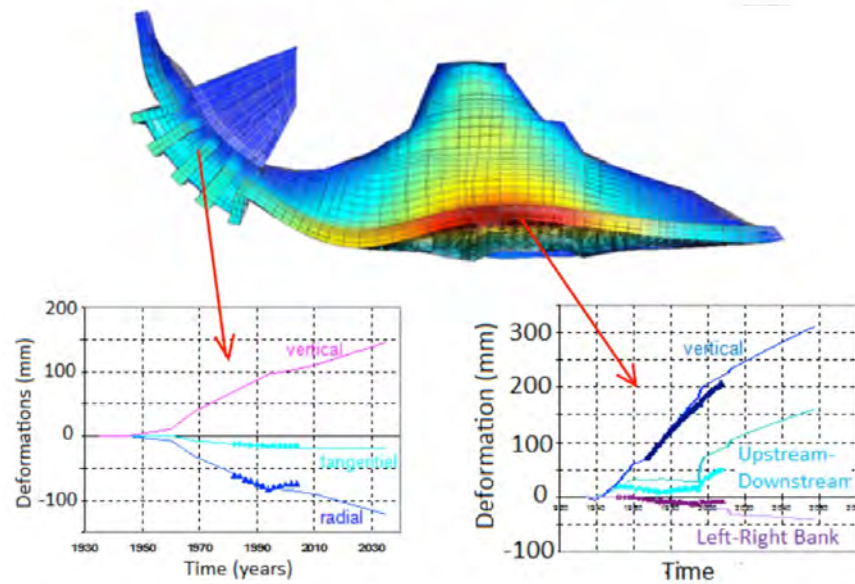 200
100
0
-100
Deformations (mm)
vertical
tangentiel
radial
1930
1950
1970
1990
2010
2030
Time (years)
300
200
100
0
-100
Deformation (mm)
vertical
Upstream-
Downstream
Left-Right Bank
Time